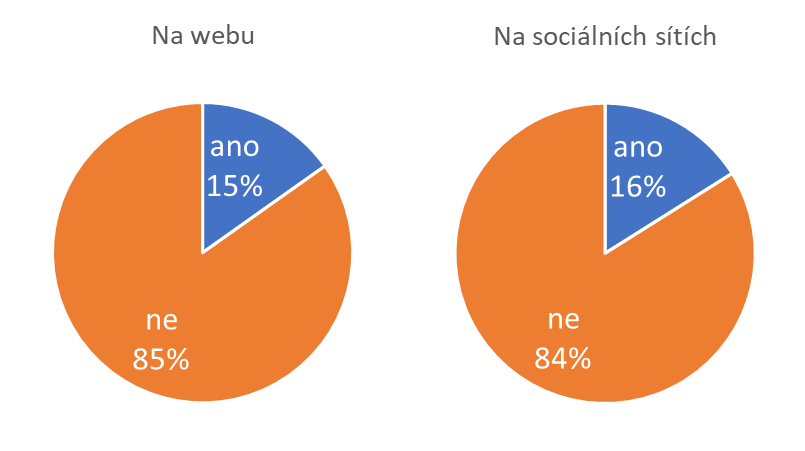 Na webu
ano
15%
ne
85%
Na sociálních sítích
ano
16%
ne
84%